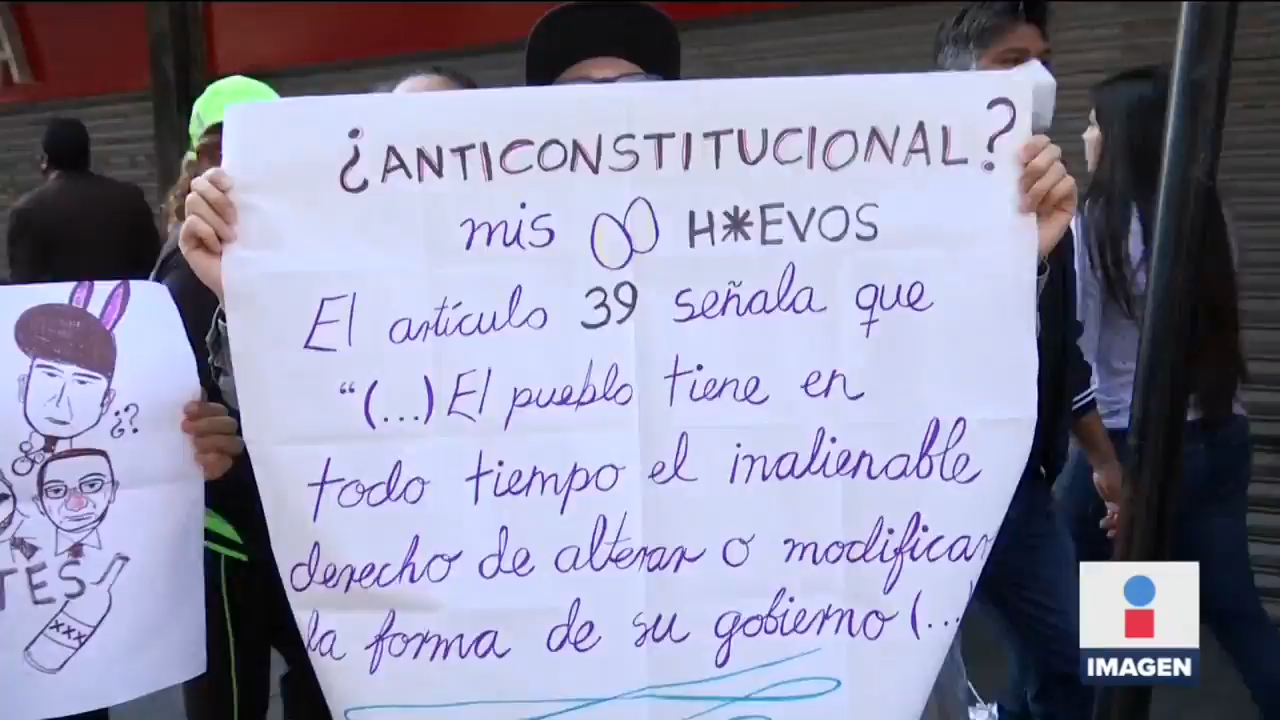 ¿ANTICONSTITUCIONAL?
mis H*EVOS
El artículo 39 señala que
“(...) El pueblo tiene en
todo tiempo el inalienable
derecho de alterar o modificar
la forma de su gobierno (...
¿?
TES
XXX
IMAGEN